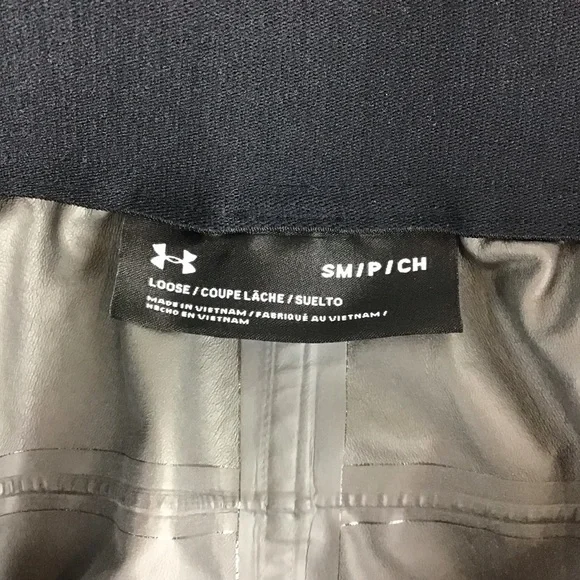 SM/P/CH
LOOSE/COUPE LÂCHE/SUELTO
MADE IN VIETNAM/FABRIQUÉ AU VIETNAM/
HECHO EN VIETNAM